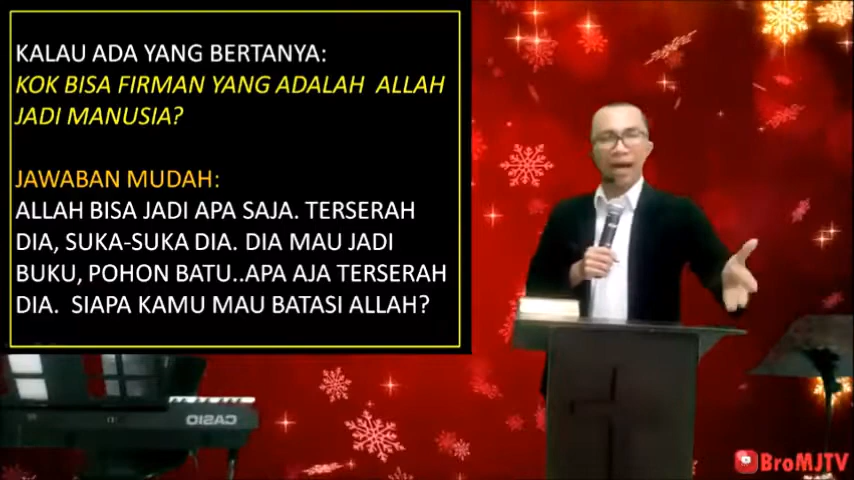 KALAU ADA YANG BERTANYA:
KOK BISA FIRMAN YANG ADALAH ALLAH
JADI MANUSIA?
JAWABAN MUDAH:
ALLAH BISA JADI APA SAJA. TERSERAH
DIA, SUKA-SUKA DIA. DIA MAU JADI
BUKU, POHON BATU..APA AJA TERSERAH
DIA. SIAPA KAMU MAU BATASI ALLAH?
CASIO
BroMJTV